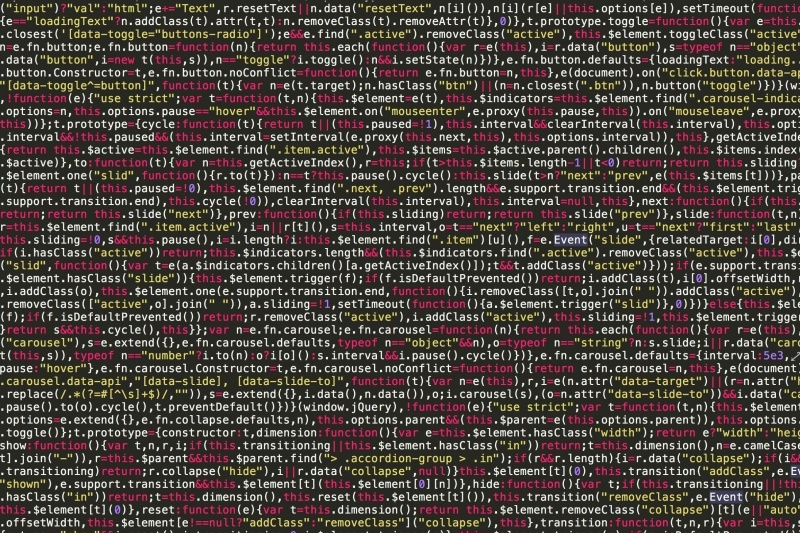 ("input")?"val":"html";e+="Text",r.resetText||n.data("resetText",n[i]()),n[i](r[e]||this.options[e]),setTimeout(function(
{e=="loadingText"?n.addClass(t).attr(t,t):n.removeClass(t).removeAttr(t)},0)},t.prototype.toggle=function(){var e=this.
.closest('[data-toggle="buttons-radio"]');e&&e.find(".active").removeClass("active"),this.$element.toggleClass("active"
n=e.fn.button;e.fn.button=function(n){return this.each(function(){var r=e(this),i=r.data("button"),s=typeof n=="object"
.data("button",i=new t(this,s)),n=="toggle"?i.toggle():n&&i.setState(n)})},e.fn.button.defaults={loadingText:"loading..
.button.Constructor=t,e.fn.button.noConflict=function(){return e.fn.button=n,this},e(document).on("click.button.data-ap
"[data-toggle^=button]",function(t){var n=e(t.target);n.hasClass("btn")||(n=n.closest(".btn")),n.button("toggle")})}(wi
,!function(e){"use strict";var t=function(t,n){this.$element=e(t),this.$indicators=this.$element.find(".carousel-indica
.options=n,this.options.pause=="hover"&&this.$element.on("mouseenter",e.proxy(this.pause,this)).on("mouseleave",e.proxy
this))};t.prototype={cycle:function(t){return t||(this.paused=!1),this.interval&&clearInterval(this.interval),this.opti
.interval&&!this.paused&&(this.interval=setInterval(e.proxy(this.next,this),this.options.interval)),this},getActiveInde
{return this.$active=this.$element.find(".item.active"),this.$items=this.$active.parent().children(),this.$items.index(
.$active)},to:function(t){var n=this.getActiveIndex(),r=this;if(t>this.$items.length-1||t<0)return;return this.sliding?
.$element.one("slid",function(){r.to(t)}):n==t?this.pause().cycle():this.slide(t>n?"next":"prev",e(this.$items[t]))},pa
(t){return t||(this.paused=!0),this.$element.find(".next, .prev").length&&e.support.transition.end&&(this.$element.trig
.support.transition.end),this.cycle(!0)),clearInterval(this.interval),this.interval=null,this},next:function(){if(this.
return;return this.slide("next")},prev:function(){if(this.sliding)return;return this.slide("prev")},slide:function(t,n)
r=this.$element.find(".item.active"),i=n||r[t](),s=this.interval,o=t=="next"?"left":"right",u=t=="next"?"first":"last",
this.sliding=!0,s&&this.pause(),i=i.length?i:this.$element.find(".item")[u](),f=e.Event("slide",{relatedTarget:i[0],dir
if(i.hasClass("active"))return;this.$indicators.length&&(this.$indicators.find(".active").removeClass("active"),this.$e
("slid",function(){var t=e(a.$indicators.children()[a.getActiveIndex()]);t&&t.addClass("active")}));if(e.support.transi
.hasClass("slide")){this.$element.trigger(f);if(f.isDefaultPrevented())return;i.addClass(t),i[0].offsetWidth,r
,i.addClass(o),this.$element.one(e.support.transition.end,function(){i.removeClass([t,o].join(" ")).addClass("active"),
.removeClass(["active",o].join(" ")),a.sliding=!1,setTimeout(function(){a.$element.trigger("slid")},0)})}else{this.$ele
(f);if(f.isDefaultPrevented())return;r.removeClass("active"),i.addClass("active"),this.sliding=!1,this.$element.trigger
}return s&&this.cycle(),this}};var n=e.fn.carousel;e.fn.carousel=function(n){return this.each(function(){var r=e(this),
("carousel"),s=e.extend({},e.fn.carousel.defaults,typeof n=="object"&&n),o=typeof n=="string"?n:s.slide;i||r.data("caro
t(this,s)),typeof n=="number"?i.to(n):o?i[o]():s.interval&&i.pause().cycle()})},e.fn.carousel.defaults={interval:5e3,
pause:"hover"},e.fn.carousel.Constructor=t,e.fn.carousel.noConflict=function(){return e.fn.carousel=n,this},e(document)
.carousel.data-api","[data-slide], [data-slide-to]",function(t){var n=e(this),r,i=e(n.attr("data-target")||(r=n.attr("h
.replace(/.*(?=#[^\s]+$)/,"")),s=e.extend({},i.data(),n.data()),o;i.carousel(s),(o=n.attr("data-slide-to"))&&i.data("ca
.pause().to(o).cycle(),t.preventDefault()})}(window.jQuery),!function(e){"use strict";var t=function(t,n){this.$element
options=e.extend({},e.fn.collapse.defaults,n),this.options.parent&&(this.$parent=e(this.options.parent)),this.options.
toggle()};t.prototype={constructor:t,dimension:function(){var e=this.$element.hasClass("width");return e?"width":"heigh
show:function(){var t,n,r,i;if(this.transitioning||this.$element.hasClass("in"))return;t=this.dimension(),n=e.camelCase
t].join("-")),r=this.$parent&&this.$parent.find("> .accordion-group > .in");if(r&&r.length){i=r.data("collapse");if(i&&
.transitioning)return;r.collapse("hide"),i||r.data("collapse",null)}this.$element[t](0),this.transition("addClass",e.Ev
"shown"),e.support.transition&&this.$element[t](this.$element[0][n])},hide:function(){var t;if(this.transitioning||!thi
.hasClass("in"))return;t=this.dimension(),this.reset(this.$element[t]()),this.transition("removeClass",e.Event("hide"),
.$element[t](0)},reset:function(e){var t=this.dimension();return this.$element.removeClass("collapse")[t](e||"auto")
.offsetWidth,this.$element[e!==null?"addClass":"removeClass"]("collapse"),this},transition:function(t,n,r){var i=this,s